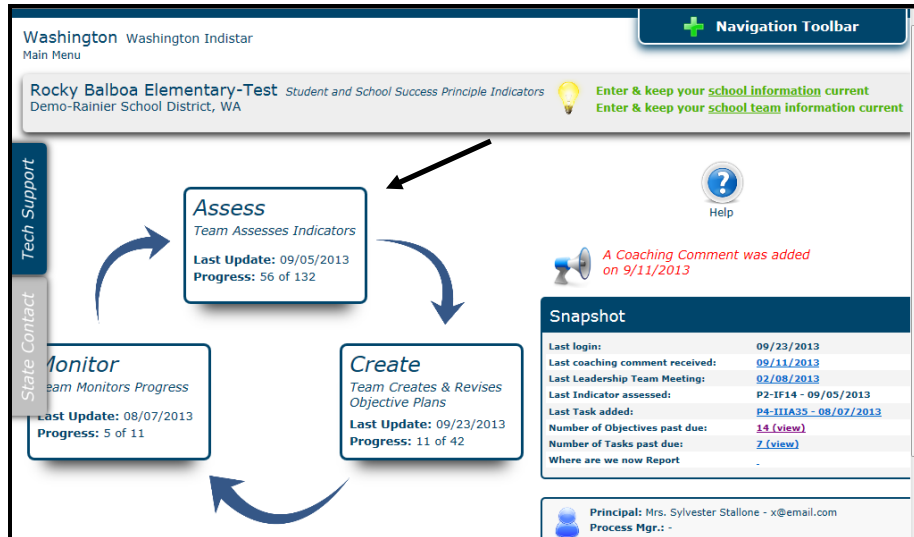 Navigation Toolbar
Washington Washington Indistar
Main Menu
Rocky Balboa Elementary-Test Student and School Success Principle Indicators
Demo-Rainier School District, WA
Enter & keep your school information current
Enter & keep your school team information current
Tech Support
State Contact
Assess
Team Assesses Indicators
Last Update: 09/05/2013
Progress: 56 of 132
Help
A Coaching Comment was added
on 9/11/2013
Monitor
Team Monitors Progress
Last Update: 08/07/2013
Progress: 5 of 11
Create
Team Creates & Revises
Objective Plans
Last Update: 09/23/2013
Progress: 11 of 42
Snapshot
Last login: 09/23/2013
Last coaching comment received: 09/11/2013
Last Leadership Team Meeting: 02/08/2013
Last Indicator assessed: P2-IF14 - 09/05/2013
Last Task added: P4-IIIA35 - 08/07/2013
Number of Objectives past due: 14 (view)
Number of Tasks past due: 7 (view)
Where are we now Report -
Principal: Mrs. Sylvester Stallone - x@email.com
Process Mgr.: -